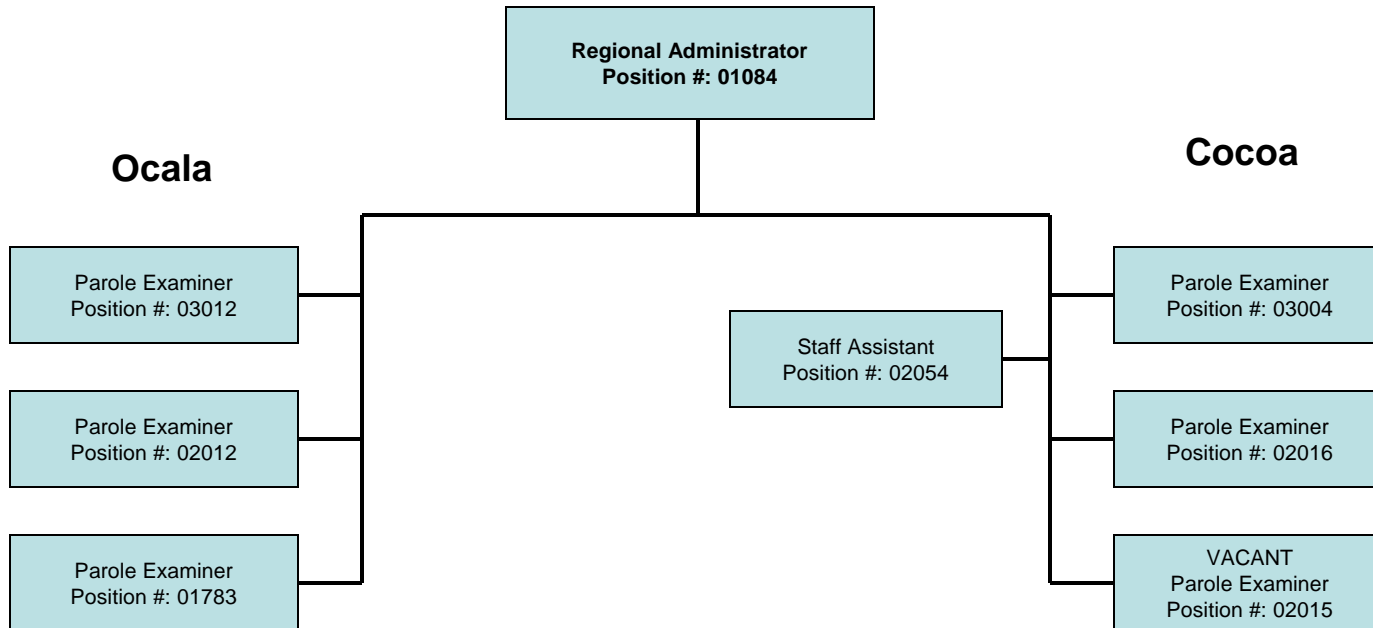 Regional Administrator
Position #: 01084
Ocala
Cocoa
Parole Examiner
Position #: 03012
Parole Examiner
Position #: 02012
Parole Examiner
Position #: 01783
Staff Assistant
Position #: 02054
Parole Examiner
Position #: 03004
Parole Examiner
Position #: 02016
VACANT
Parole Examiner
Position #: 02015